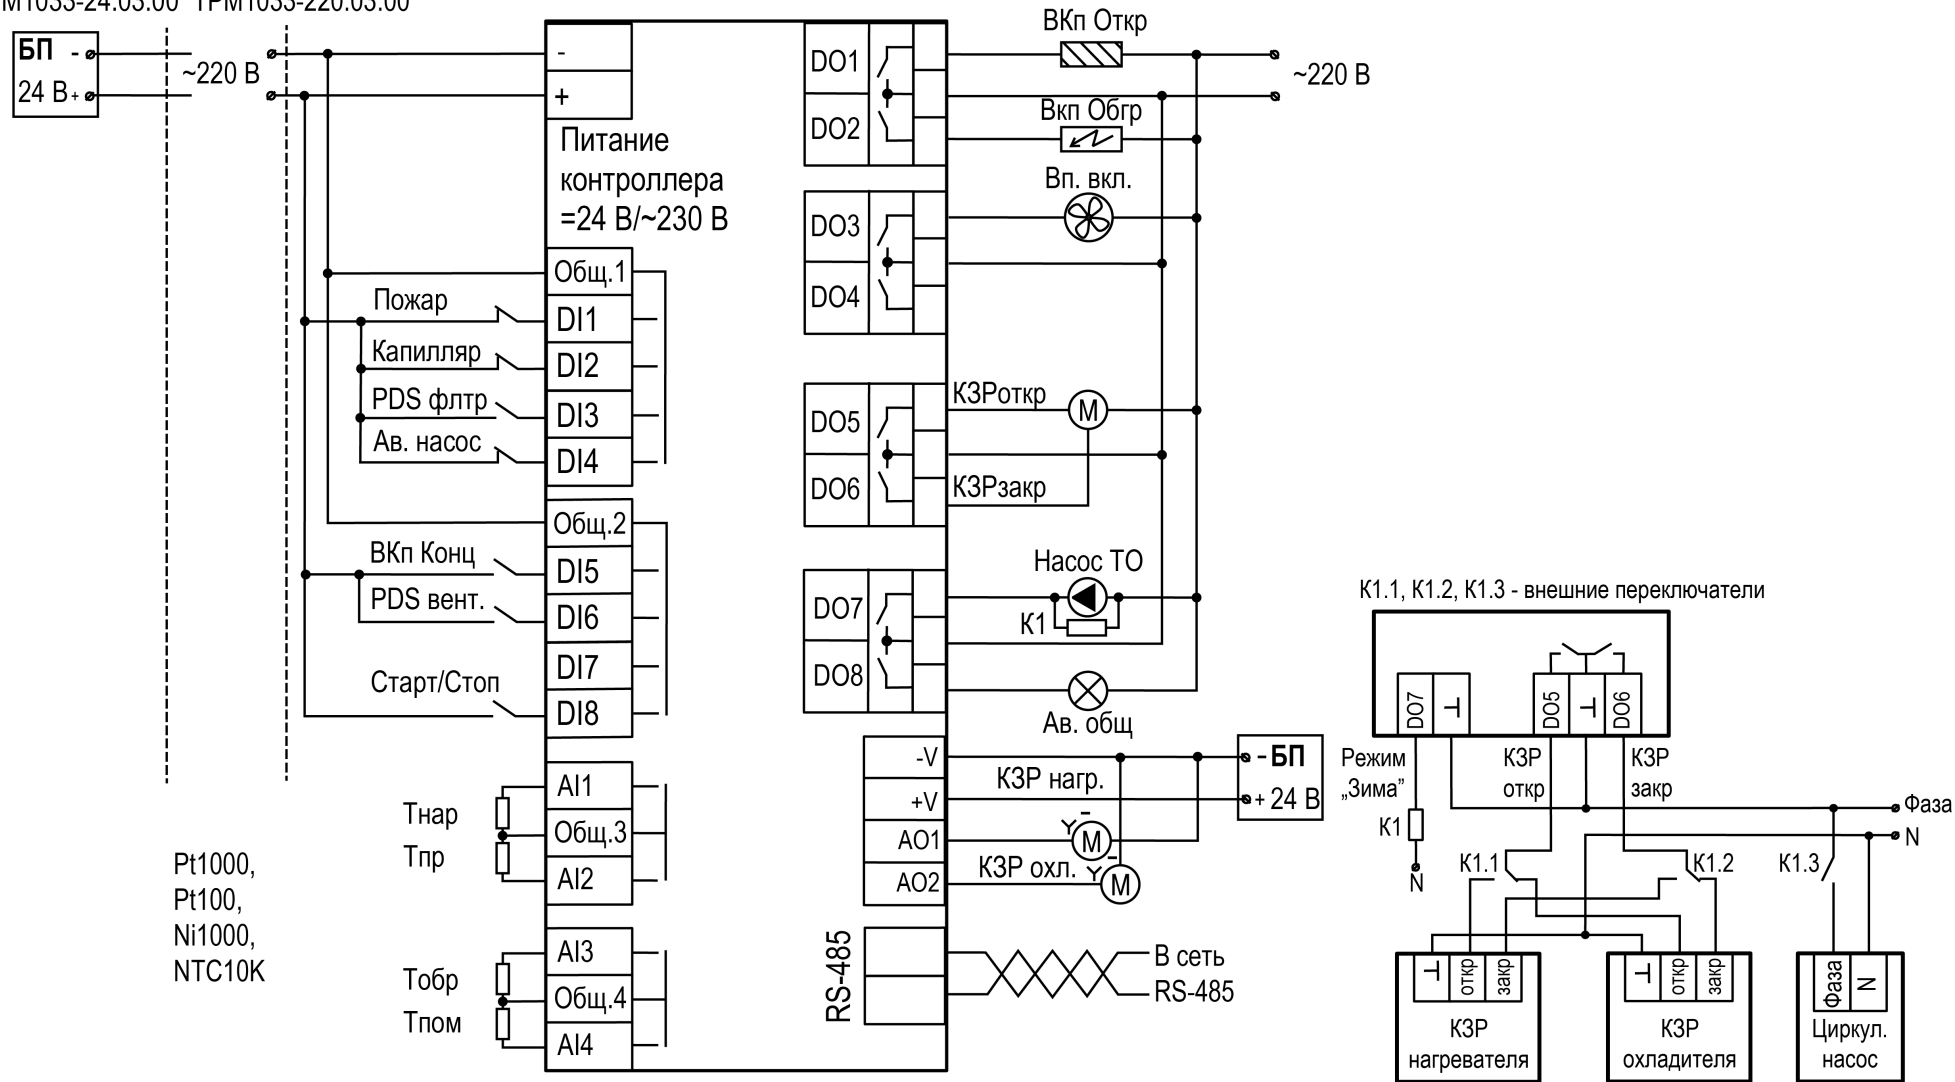 М1033-24.03.00 ТРМ1033-220.03.00
БП -
24 В +
~220 В
-
+
Питание
контроллера
=24 В/~230 В
Общ.1
Пожар
DI1
Капилляр
DI2
PDS флтр
DI3
Ав. насос
DI4
Общ.2
ВКп Конц
DI5
PDS вент.
DI6
DI7
Старт/Стоп
DI8
AI1
Тнар
Общ.3
Тпр
AI2
Pt1000,
Pt100,
Ni1000,
NTC10K
AI3
Тобр
Общ.4
Тпом
AI4
DO1
ВКп Откр
~220 В
DO2
Вкп Обгр
Вп. вкл.
DO3
DO4
DO5
КЗРоткр
М
DO6
КЗРзакр
Насос ТО
DO7
К1
DO8
Ав. общ
-V
КЗР нагр.
+V
- БП
+ 24 В
AO1
- М
КЗР охл.
AO2
- М
RS-485
В сеть
RS-485
К1.1, К1.2, К1.3 - внешние переключатели
DO7
DO5
DO6
Режим
„Зима”
КЗР
откр
КЗР
закр
Фаза
N
К1
N
К1.1
К1.2
К1.3
откр
закр
КЗР
нагревателя
откр
закр
КЗР
охладителя
Фаза
N
Циркул.
насос